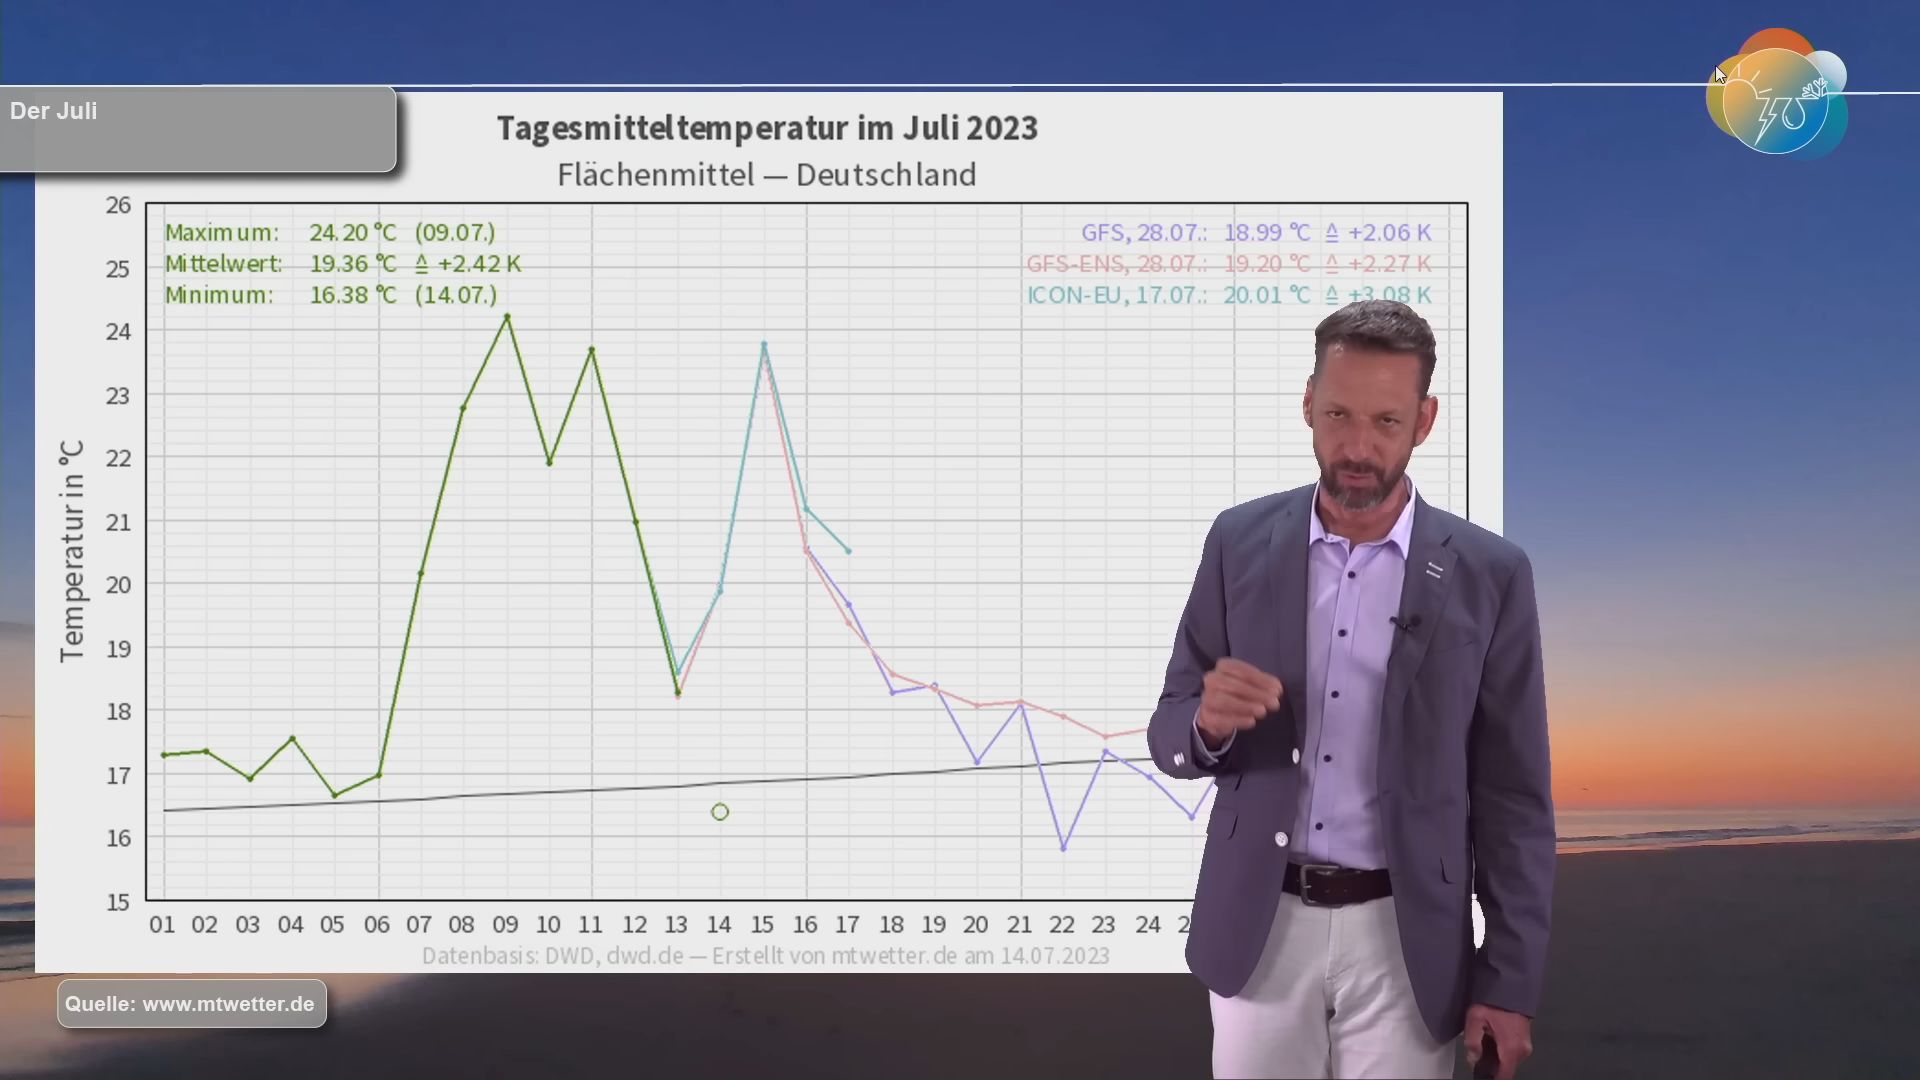 Der Juli
Tagesmitteltemperatur im Juli 2023
Flächenmittel — Deutschland
Maximum: 24.20 °C (09.07.)
Mittelwert: 19.36 °C ≙ +2.42 K
Minimum: 16.38 °C (14.07.)
GFS, 28.07.: 18.99 °C ≙ +2.06 K
GFS-ENS, 28.07.: 19.20 °C ≙ +2.27 K
ICON-EU, 17.07.: 20.01 °C ≙ +3.08 K
Temperatur in °C
26
25
24
23
22
21
20
19
18
17
16
15
01 02 03 04 05 06 07 08 09 10 11 12 13 14 15 16 17 18 19 20 21 22 23 24
Datenbasis: DWD, dwd.de — Erstellt von mtwetter.de am 14.07.2023
Quelle: www.mtwetter.de